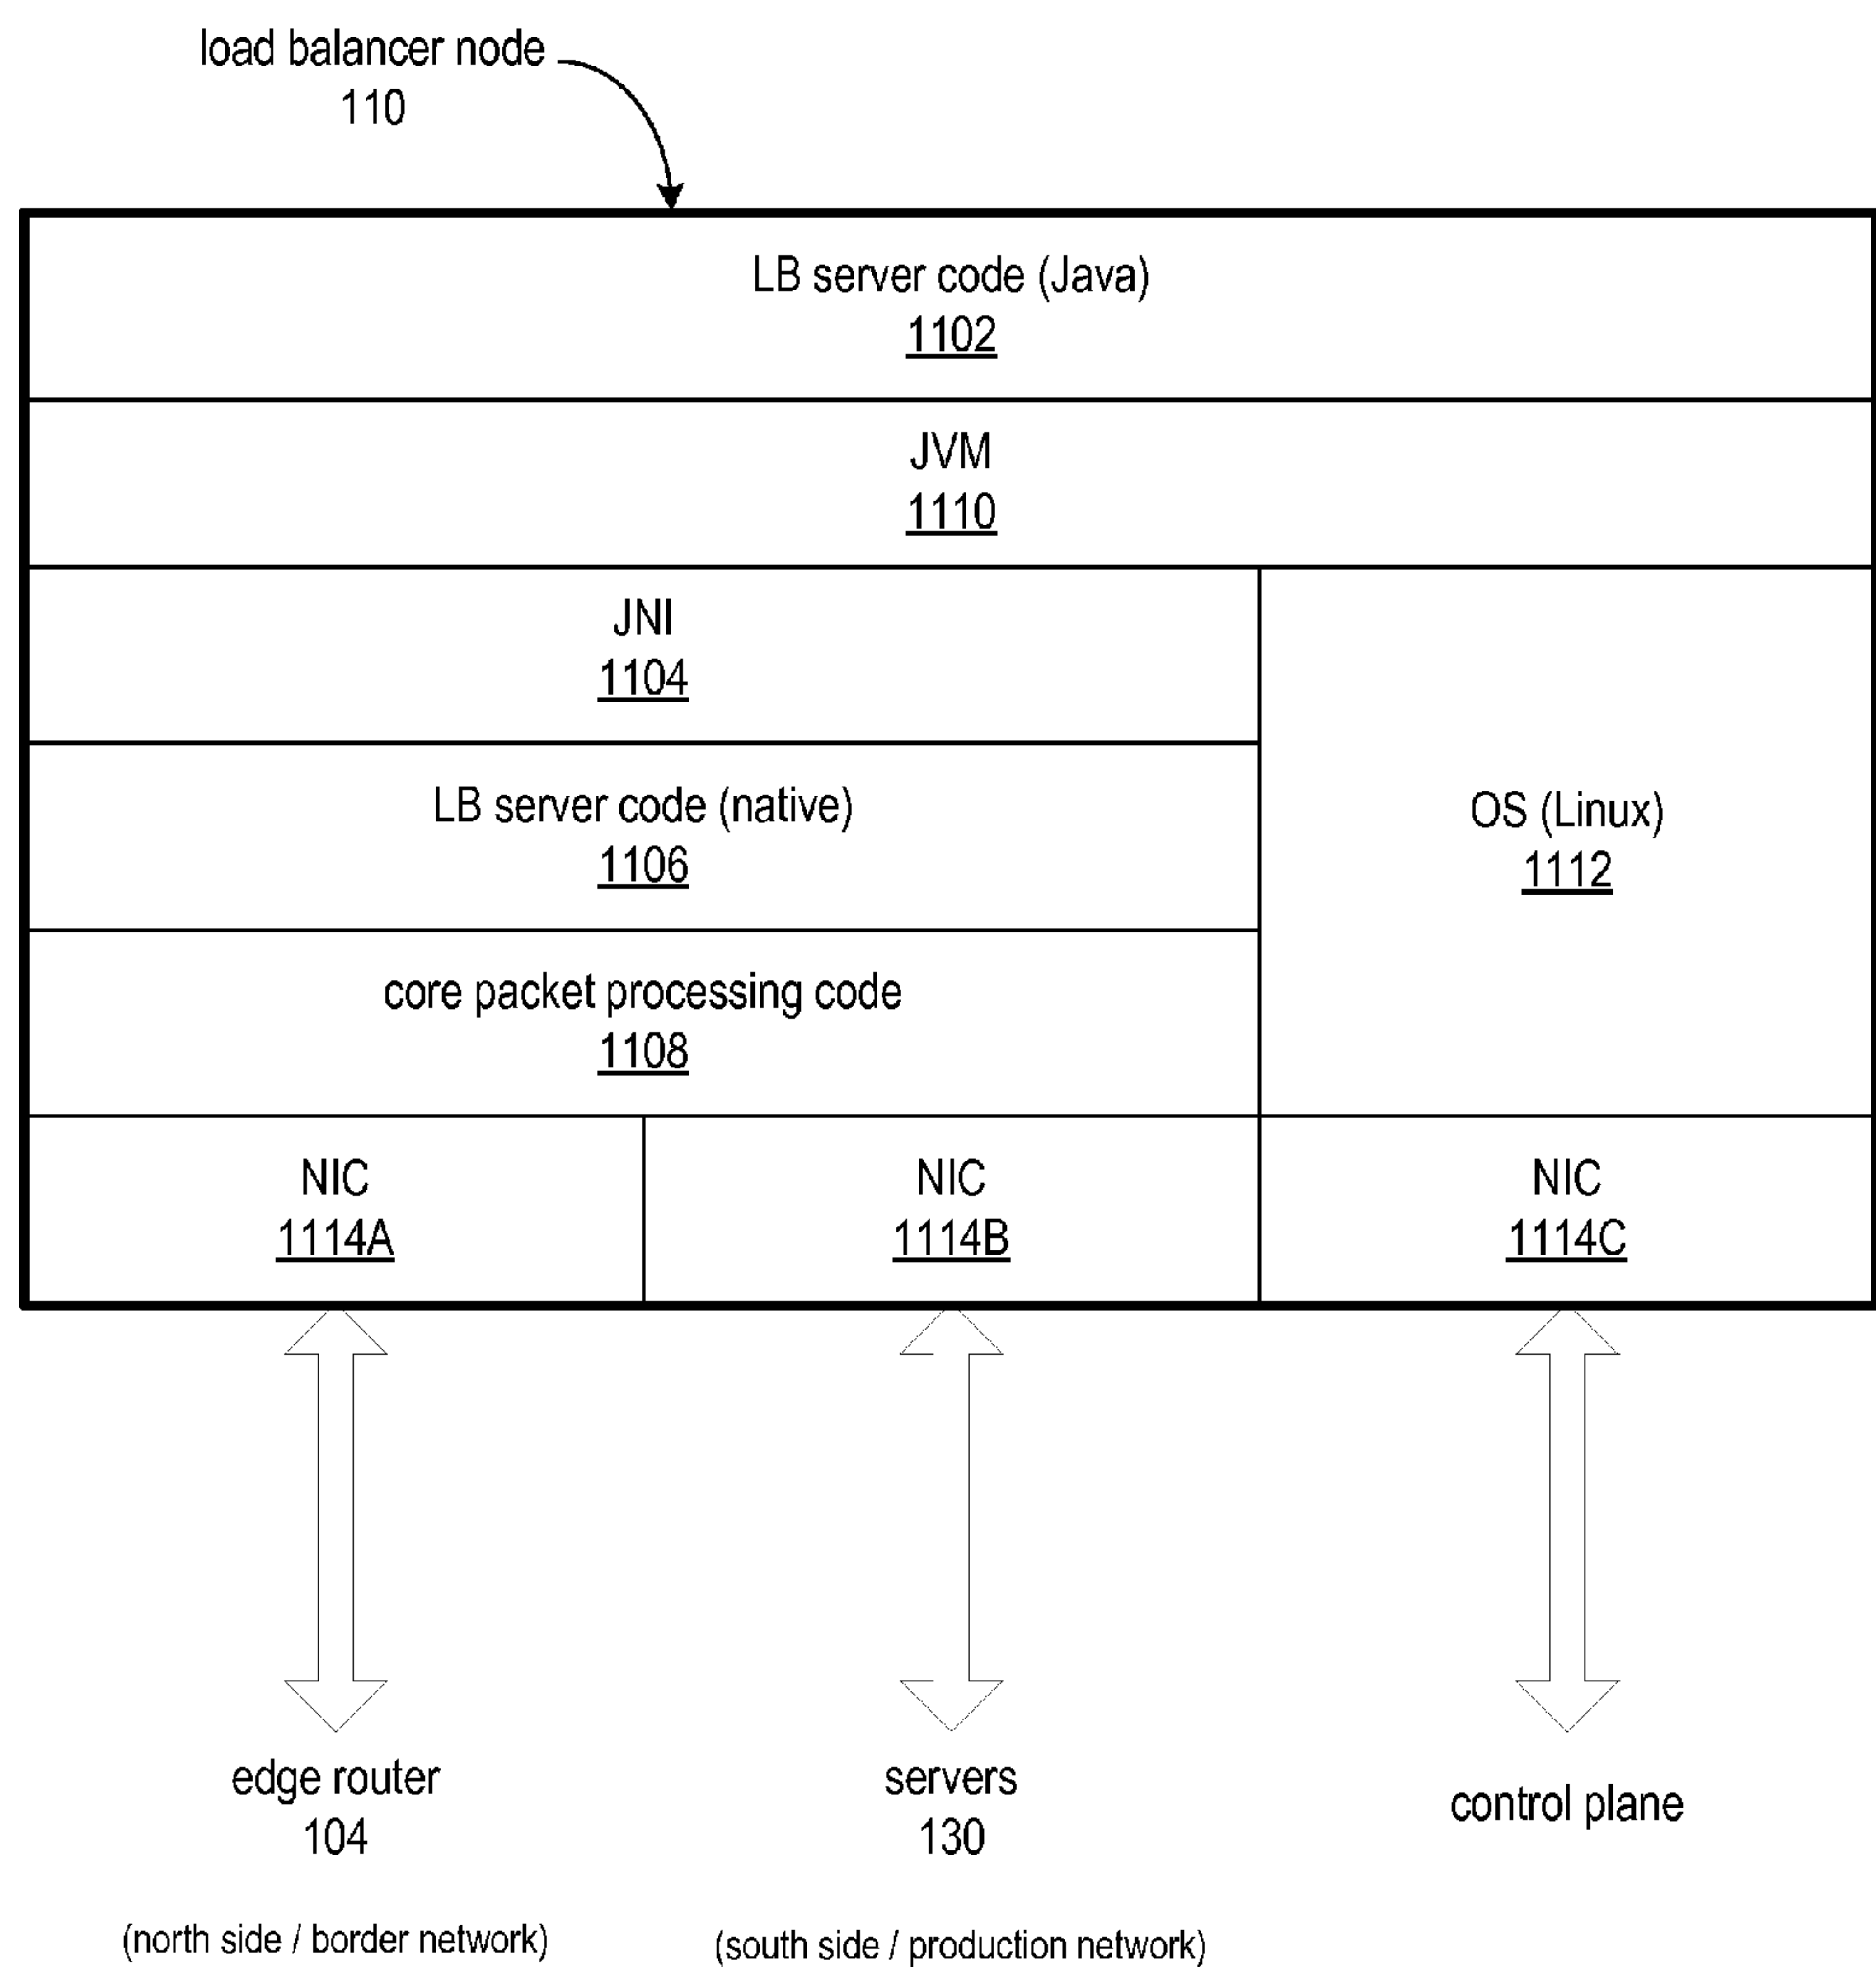 load balancer node
110
LB server code (Java)
1102
JVM
1110
JNI
1104
LB server code (native)
1106
OS (Linux)
1112
core packet processing code
1108
NIC
1114A
NIC
1114B
NIC
1114C
edge router
104
servers
130
control plane
(north side / border network)
(south side / production network)